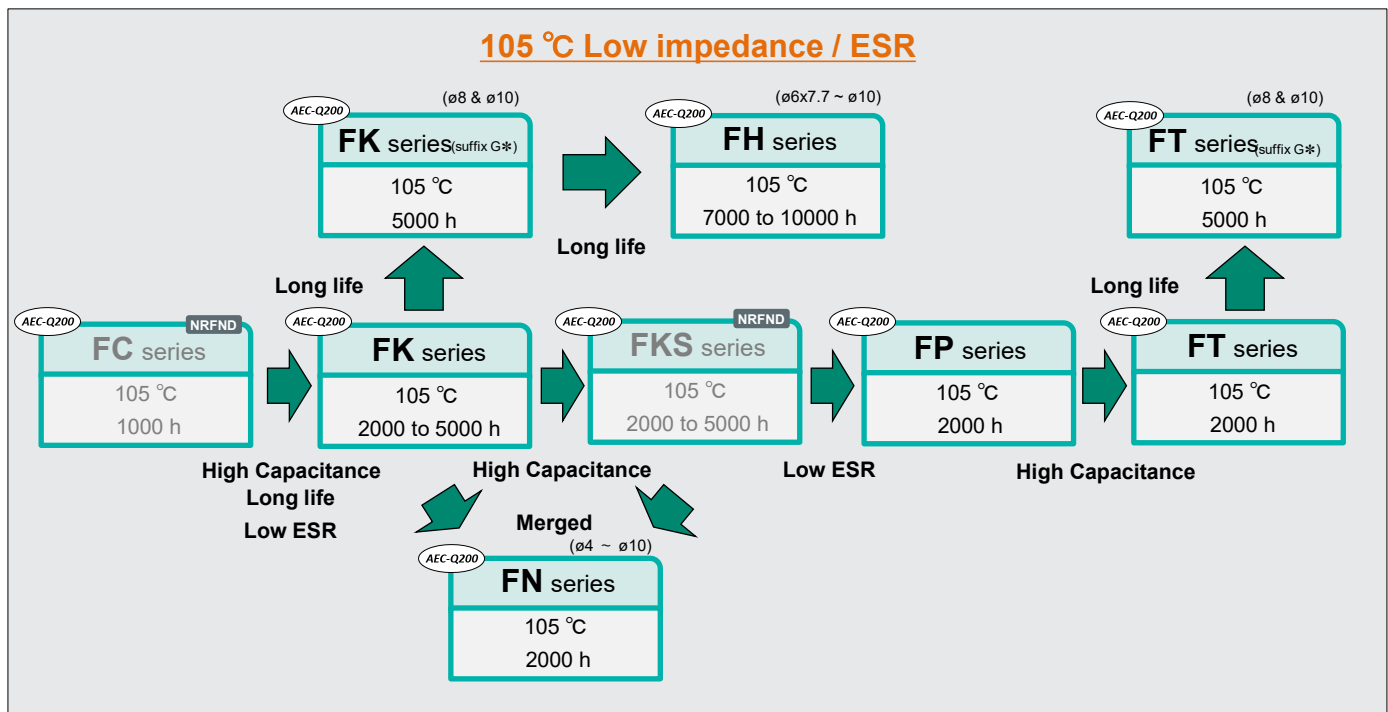 105 ℃ Low impedance / ESR
AEC-Q200
(ø8 & ø10)
FK series(suffix G✻)
105 ℃
5000 h
Long life
AEC-Q200
(ø6x7.7 ~ ø10)
FH series
105 ℃
7000 to 10000 h
AEC-Q200
(ø8 & ø10)
FT series(suffix G✻)
105 ℃
5000 h
Long life
Long life
AEC-Q200
NRFND
FC series
105 ℃
1000 h
High Capacitance
Long life
Low ESR
AEC-Q200
FK series
105 ℃
2000 to 5000 h
High Capacitance
AEC-Q200
NRFND
FKS series
105 ℃
2000 to 5000 h
Low ESR
AEC-Q200
FP series
105 ℃
2000 h
High Capacitance
AEC-Q200
FT series
105 ℃
2000 h
Merged
AEC-Q200
(ø4 ~ ø10)
FN series
105 ℃
2000 h